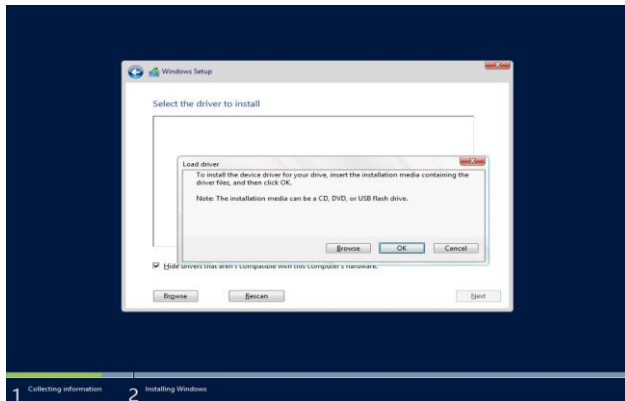 Windows Setup
Select the driver to install
Load driver
To install the device driver for your drive, insert the installation media containing the
driver files, and then click OK.
Note: The installation media can be a CD, DVD, or USB flash drive.
Browse OK Cancel
Hide drivers that aren't compatible with this computer's hardware.
Browse Rescan Next
1 Collecting information 2 Installing Windows